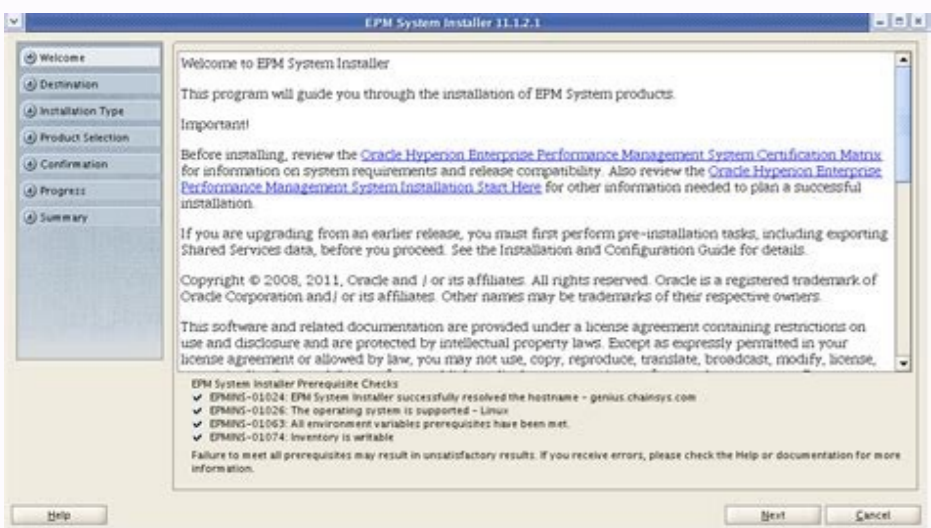 EPM System Installer 11.1.2.1
Welcome
Destination
Installation Type
Product Selection
Confirmation
Progress
Summary
Welcome to EPM System Installer
This program will guide you through the installation of EPM System products.
Important!
Before installing, review the Oracle Hyperion Enterprise Performance Management System Certification Matrix
for information on system requirements and release compatibility. Also review the Oracle Hyperion Enterprise
Performance Management System Installation Start Here for other information needed to plan a successful
installation.
If you are upgrading from an earlier release, you must first perform pre-installation tasks, including exporting
Shared Services data, before you proceed. See the Installation and Configuration Guide for details.
Copyright © 2008, 2011, Oracle and / or its affiliates. All rights reserved. Oracle is a registered trademark of
Oracle Corporation and/ or its affiliates. Other names may be trademarks of their respective owners.
This software and related documentation are provided under a license agreement containing restrictions on
use and disclosure and are protected by intellectual property laws. Except as expressly permitted in your
license agreement or allowed by law, you may not use, copy, reproduce, translate, broadcast, modify, license,
EPM System Installer Prerequisite Checks
EPMINS-01024: EPM System Installer successfully resolved the hostname - genius.chainsys.com
EPMINS-01026: The operating system is supported - Linux
EPMINS-01063: All environment variables prerequisites have been met.
EPMINS-01074: Inventory is writable
Failure to meet all prerequisites may result in unsatisfactory results. If you receive errors, please check the Help or documentation for more
information.
Help
Next
Cancel